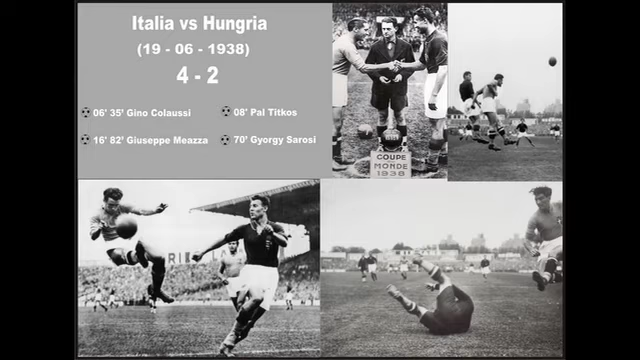 Italia vs Hungria
(19 - 06 - 1938)
4 - 2
06' 35' Gino Colaussi
08' Pal Titkos
16' 82' Giuseppe Meazza
70' Gyorgy Sarosi
COUPE
DU
MONDE
1938